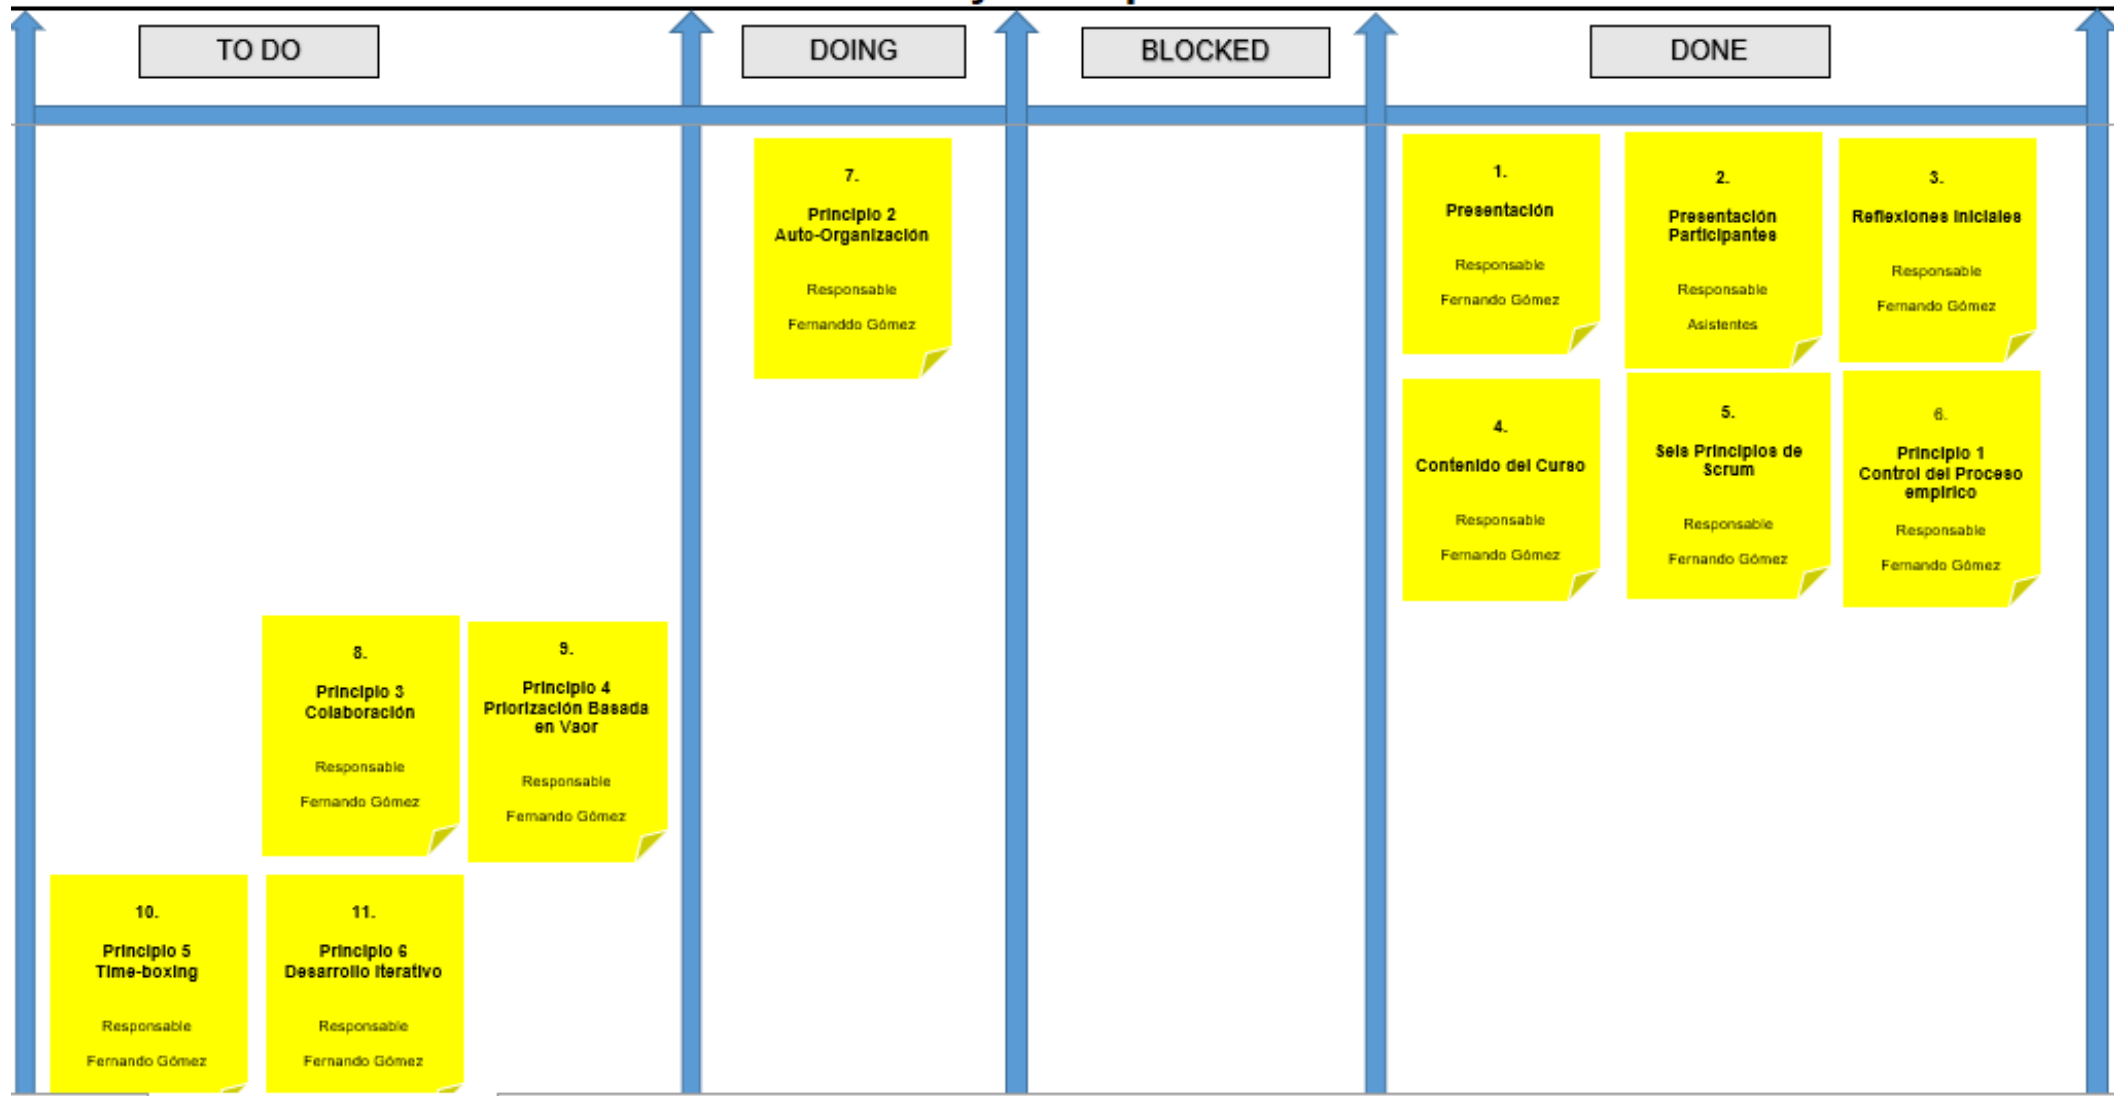 TO DO
DOING
BLOCKED
DONE
7.
Principio 2
Auto-Organización
Responsable
Fernanddo Gómez
1.
Presentación
Responsable
Fernando Gómez
2.
Presentación
Participantes
Responsable
Asistentes
3.
Reflexiones Iniciales
Responsable
Fernando Gómez
4.
Contenido del Curso
Responsable
Fernando Gómez
5.
Seis Principios de
Scrum
Responsable
Fernando Gómez
6.
Principio 1
Control del Proceso
empírico
Responsable
Fernando Gómez
8.
Principio 3
Colaboración
Responsable
Fernando Gómez
9.
Principio 4
Priorización Basada
en Vaor
Responsable
Fernando Gómez
10.
Principio 5
Time-boxing
Responsable
Fernando Gómez
11.
Principio 6
Desarrollo Iterativo
Responsable
Fernando Gómez